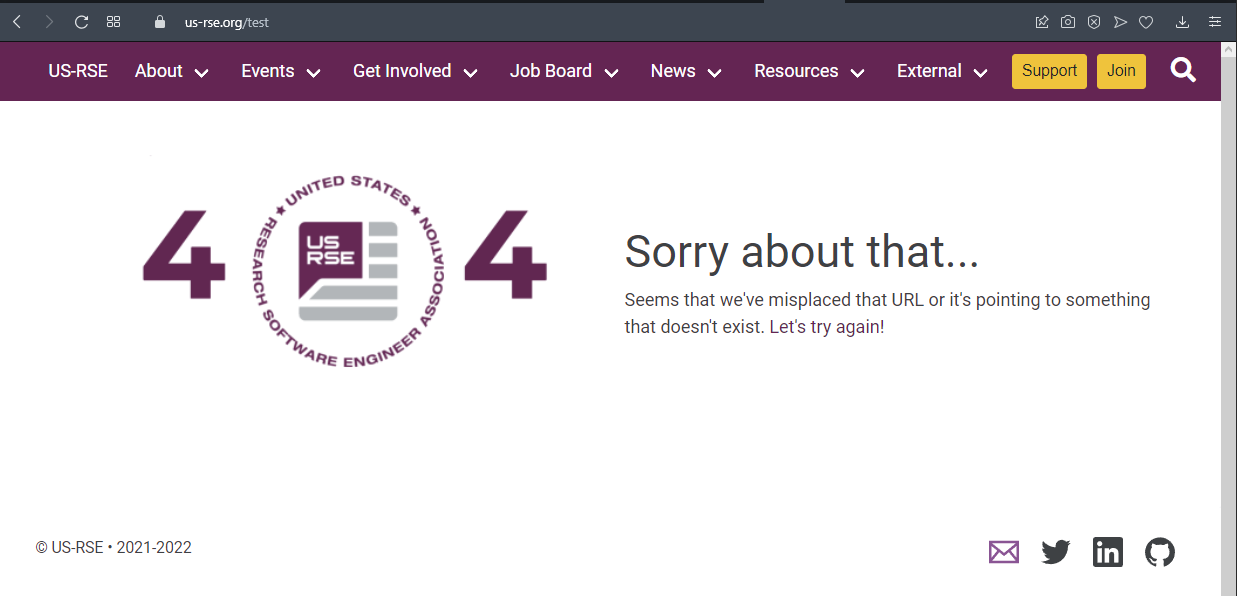 us-rse.org/test
US-RSE About Events Get Involved Job Board News Resources External Support Join
4 4
★ UNITED STATES ★
RESEARCH SOFTWARE ENGINEER ASSOCIATION
US
RSE
Sorry about that...
Seems that we've misplaced that URL or it's pointing to something
that doesn't exist. Let's try again!
© US-RSE • 2021-2022
in